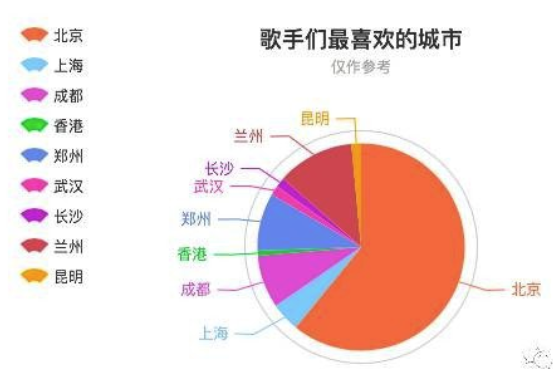 北京
上海
成都
香港
郑州
武汉
长沙
兰州
昆明
歌手们最喜欢的城市
仅作参考
昆明
兰州
长沙
武汉
郑州
香港
成都
上海
北京